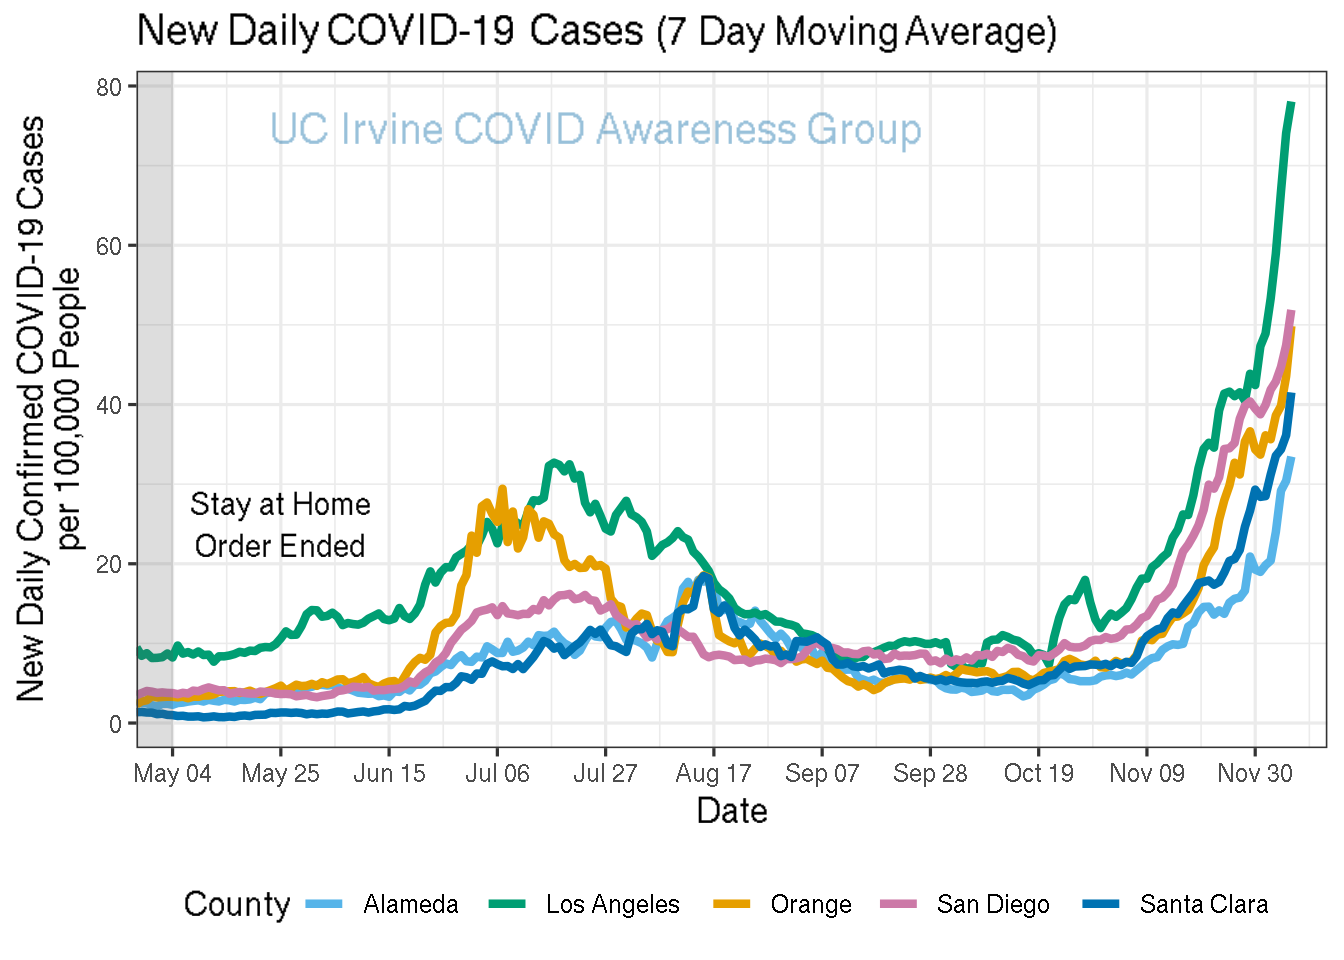 New Daily COVID-19 Cases (7 Day Moving Average)
UC Irvine COVID Awareness Group
New Daily Confirmed COVID-19 Cases
per 100,000 People
80
60
40
20
0
Stay at Home
Order Ended
May 04 May 25 Jun 15 Jul 06 Jul 27 Aug 17 Sep 07 Sep 28 Oct 19 Nov 09 Nov 30
Date
County Alameda Los Angeles Orange San Diego Santa Clara